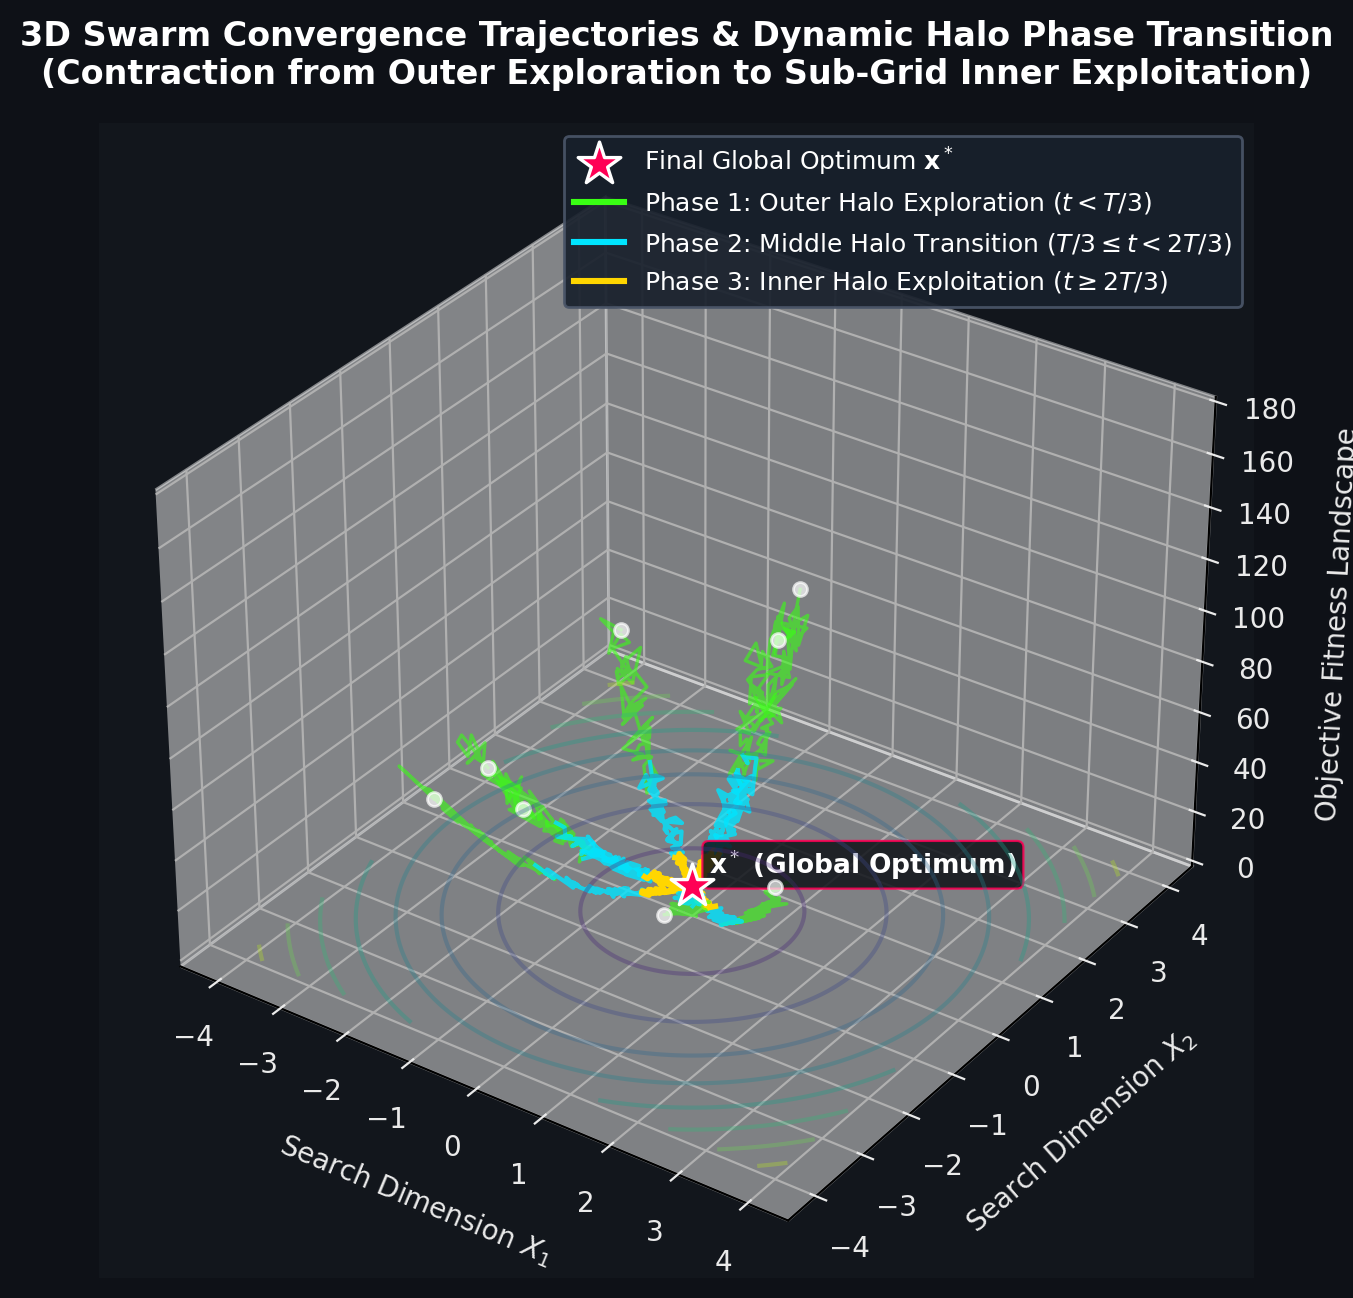 3D Swarm Convergence Trajectories & Dynamic Halo Phase Transition
(Contraction from Outer Exploration to Sub-Grid Inner Exploitation)
Final Global Optimum x*
Phase 1: Outer Halo Exploration (t < T/3)
Phase 2: Middle Halo Transition (T/3 ≤ t < 2T/3)
Phase 3: Inner Halo Exploitation (t ≥ 2T/3)
180
160
140
120
100
80
60
40
20
0
Objective Fitness Landscape
x* (Global Optimum)
−4
−3
−2
−1
0
1
2
3
4
Search Dimension X₁
−4
−3
−2
−1
0
1
2
3
4
Search Dimension X₂